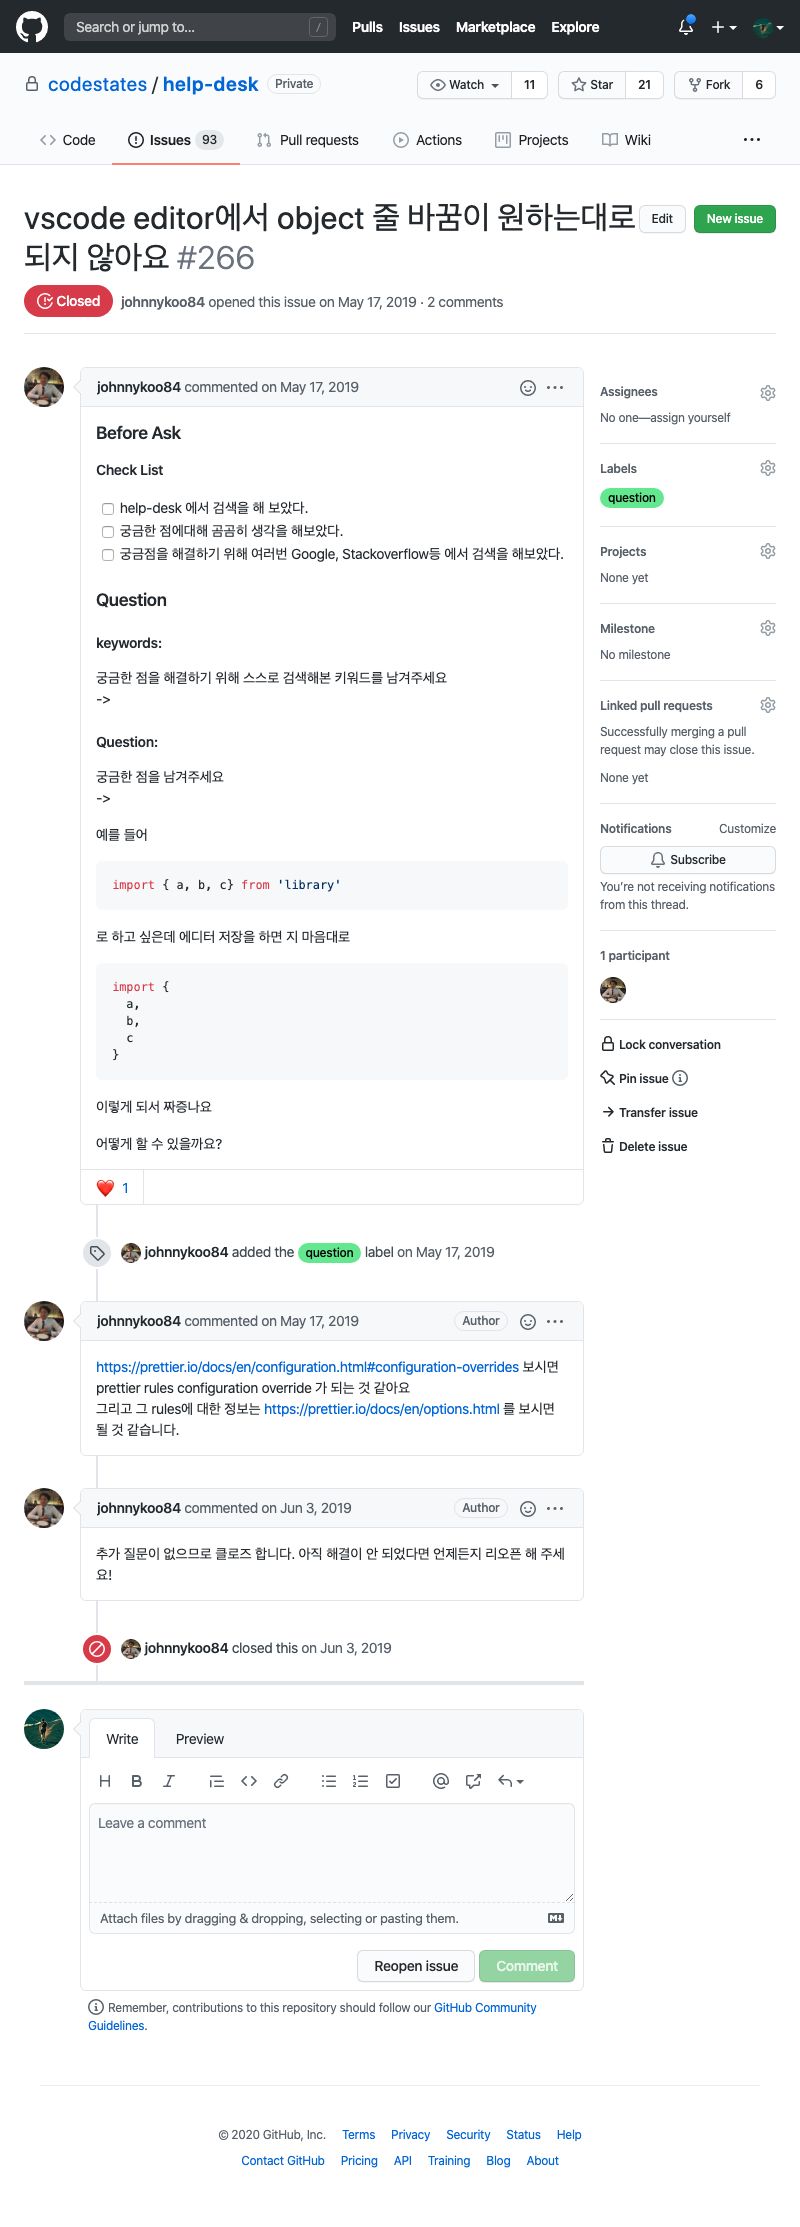 Search or jump to...
/
Pulls
Issues
Marketplace
Explore
codestates / help-desk
Private
Watch
11
Star
21
Fork
6
Code
Issues 93
Pull requests
Actions
Projects
Wiki
vscode editor에서 object 줄 바꿈이 원하는대로
되지 않아요 #266
Edit
New issue
Closed
johnnykoo84 opened this issue on May 17, 2019 · 2 comments
johnnykoo84 commented on May 17, 2019
Before Ask
Check List
help-desk 에서 검색을 해 보았다.
궁금한 점에대해 곰곰히 생각을 해보았다.
궁금점을 해결하기 위해 여러번 Google, Stackoverflow등 에서 검색을 해보았다.
Question
keywords:
궁금한 점을 해결하기 위해 스스로 검색해본 키워드를 남겨주세요
->
Question:
궁금한 점을 남겨주세요
->
예를 들어
import { a, b, c} from 'library'
로 하고 싶은데 에디터 저장을 하면 지 마음대로
import {
a,
b,
c
}
이렇게 되서 짜증나요
어떻게 할 수 있을까요?
1
Assignees
No one—assign yourself
Labels
question
Projects
None yet
Milestone
No milestone
Linked pull requests
Successfully merging a pull
request may close this issue.
None yet
Notifications
Customize
Subscribe
You're not receiving notifications
from this thread.
1 participant
Lock conversation
Pin issue
Transfer issue
Delete issue
johnnykoo84 added the question label on May 17, 2019
johnnykoo84 commented on May 17, 2019
Author
https://prettier.io/docs/en/configuration.html#configuration-overrides 보시면
prettier rules configuration override 가 되는 것 같아요
그리고 그 rules에 대한 정보는 https://prettier.io/docs/en/options.html 를 보시면
될 것 같습니다.
johnnykoo84 commented on Jun 3, 2019
Author
추가 질문이 없으므로 클로즈 합니다. 아직 해결이 안 되었다면 언제든지 리오픈 해 주세
요!
johnnykoo84 closed this on Jun 3, 2019
Write
Preview
Leave a comment
Attach files by dragging & dropping, selecting or pasting them.
Reopen issue
Comment
Remember, contributions to this repository should follow our GitHub Community
Guidelines.
© 2020 GitHub, Inc.
Terms
Privacy
Security
Status
Help
Contact GitHub
Pricing
API
Training
Blog
About